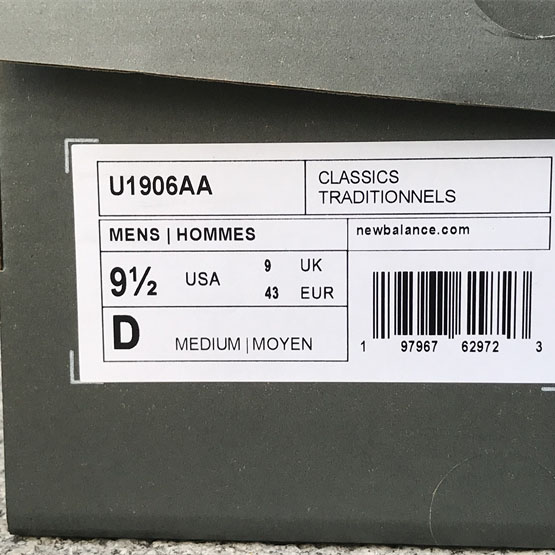 U1906AA
CLASSICS
TRADITIONNELS
MENS | HOMMES
newbalance.com
9½ USA 9 UK
43 EUR
D MEDIUM | MOYEN
1 97967 62972 3